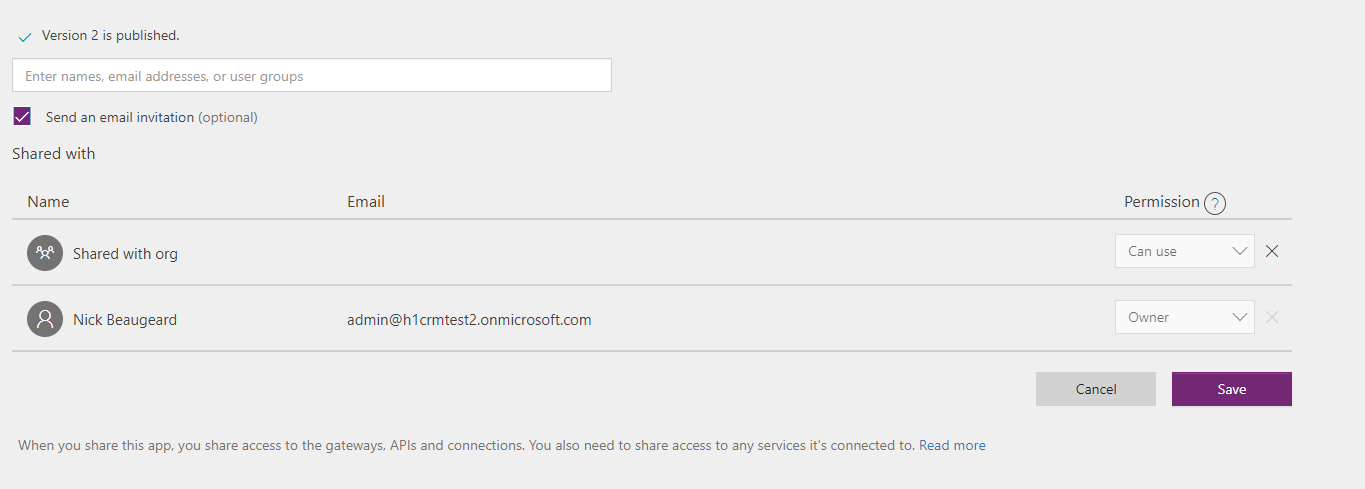 Version 2 is published.
Enter names, email addresses, or user groups
Send an email invitation (optional)
Shared with
Name Email Permission ?
Shared with org Can use
Nick Beaugeard admin@h1crmtest2.onmicrosoft.com Owner
Cancel Save
When you share this app, you share access to the gateways, APIs and connections. You also need to share access to any services it's connected to. Read more